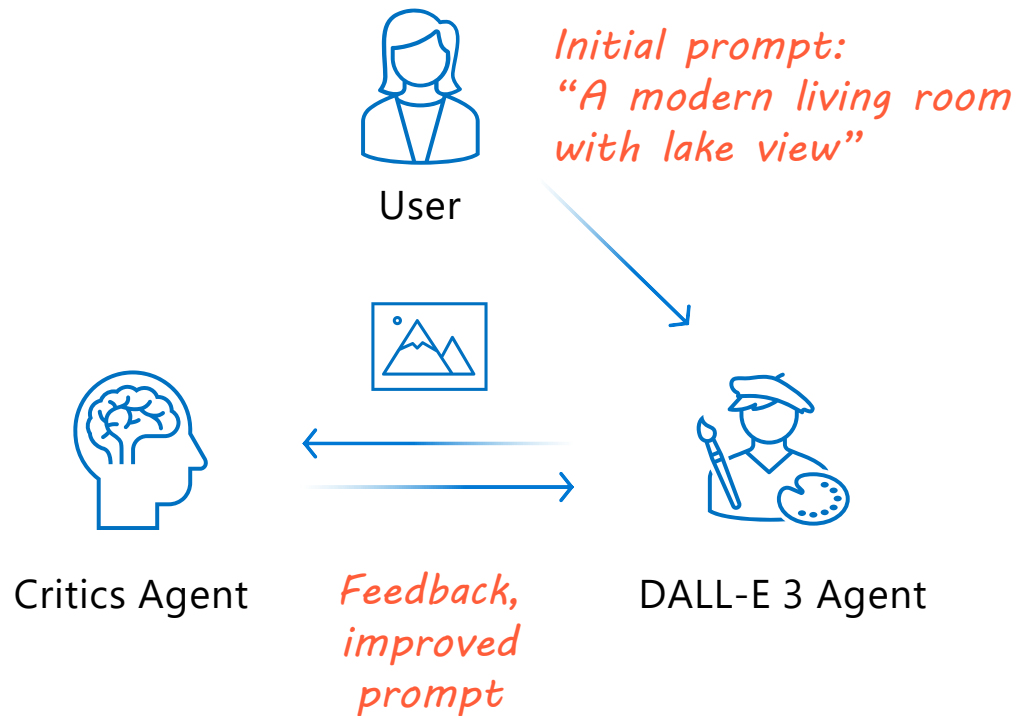 Initial prompt:
“A modern living room
with lake view”
User
Critics Agent
Feedback,
improved
prompt
DALL-E 3 Agent